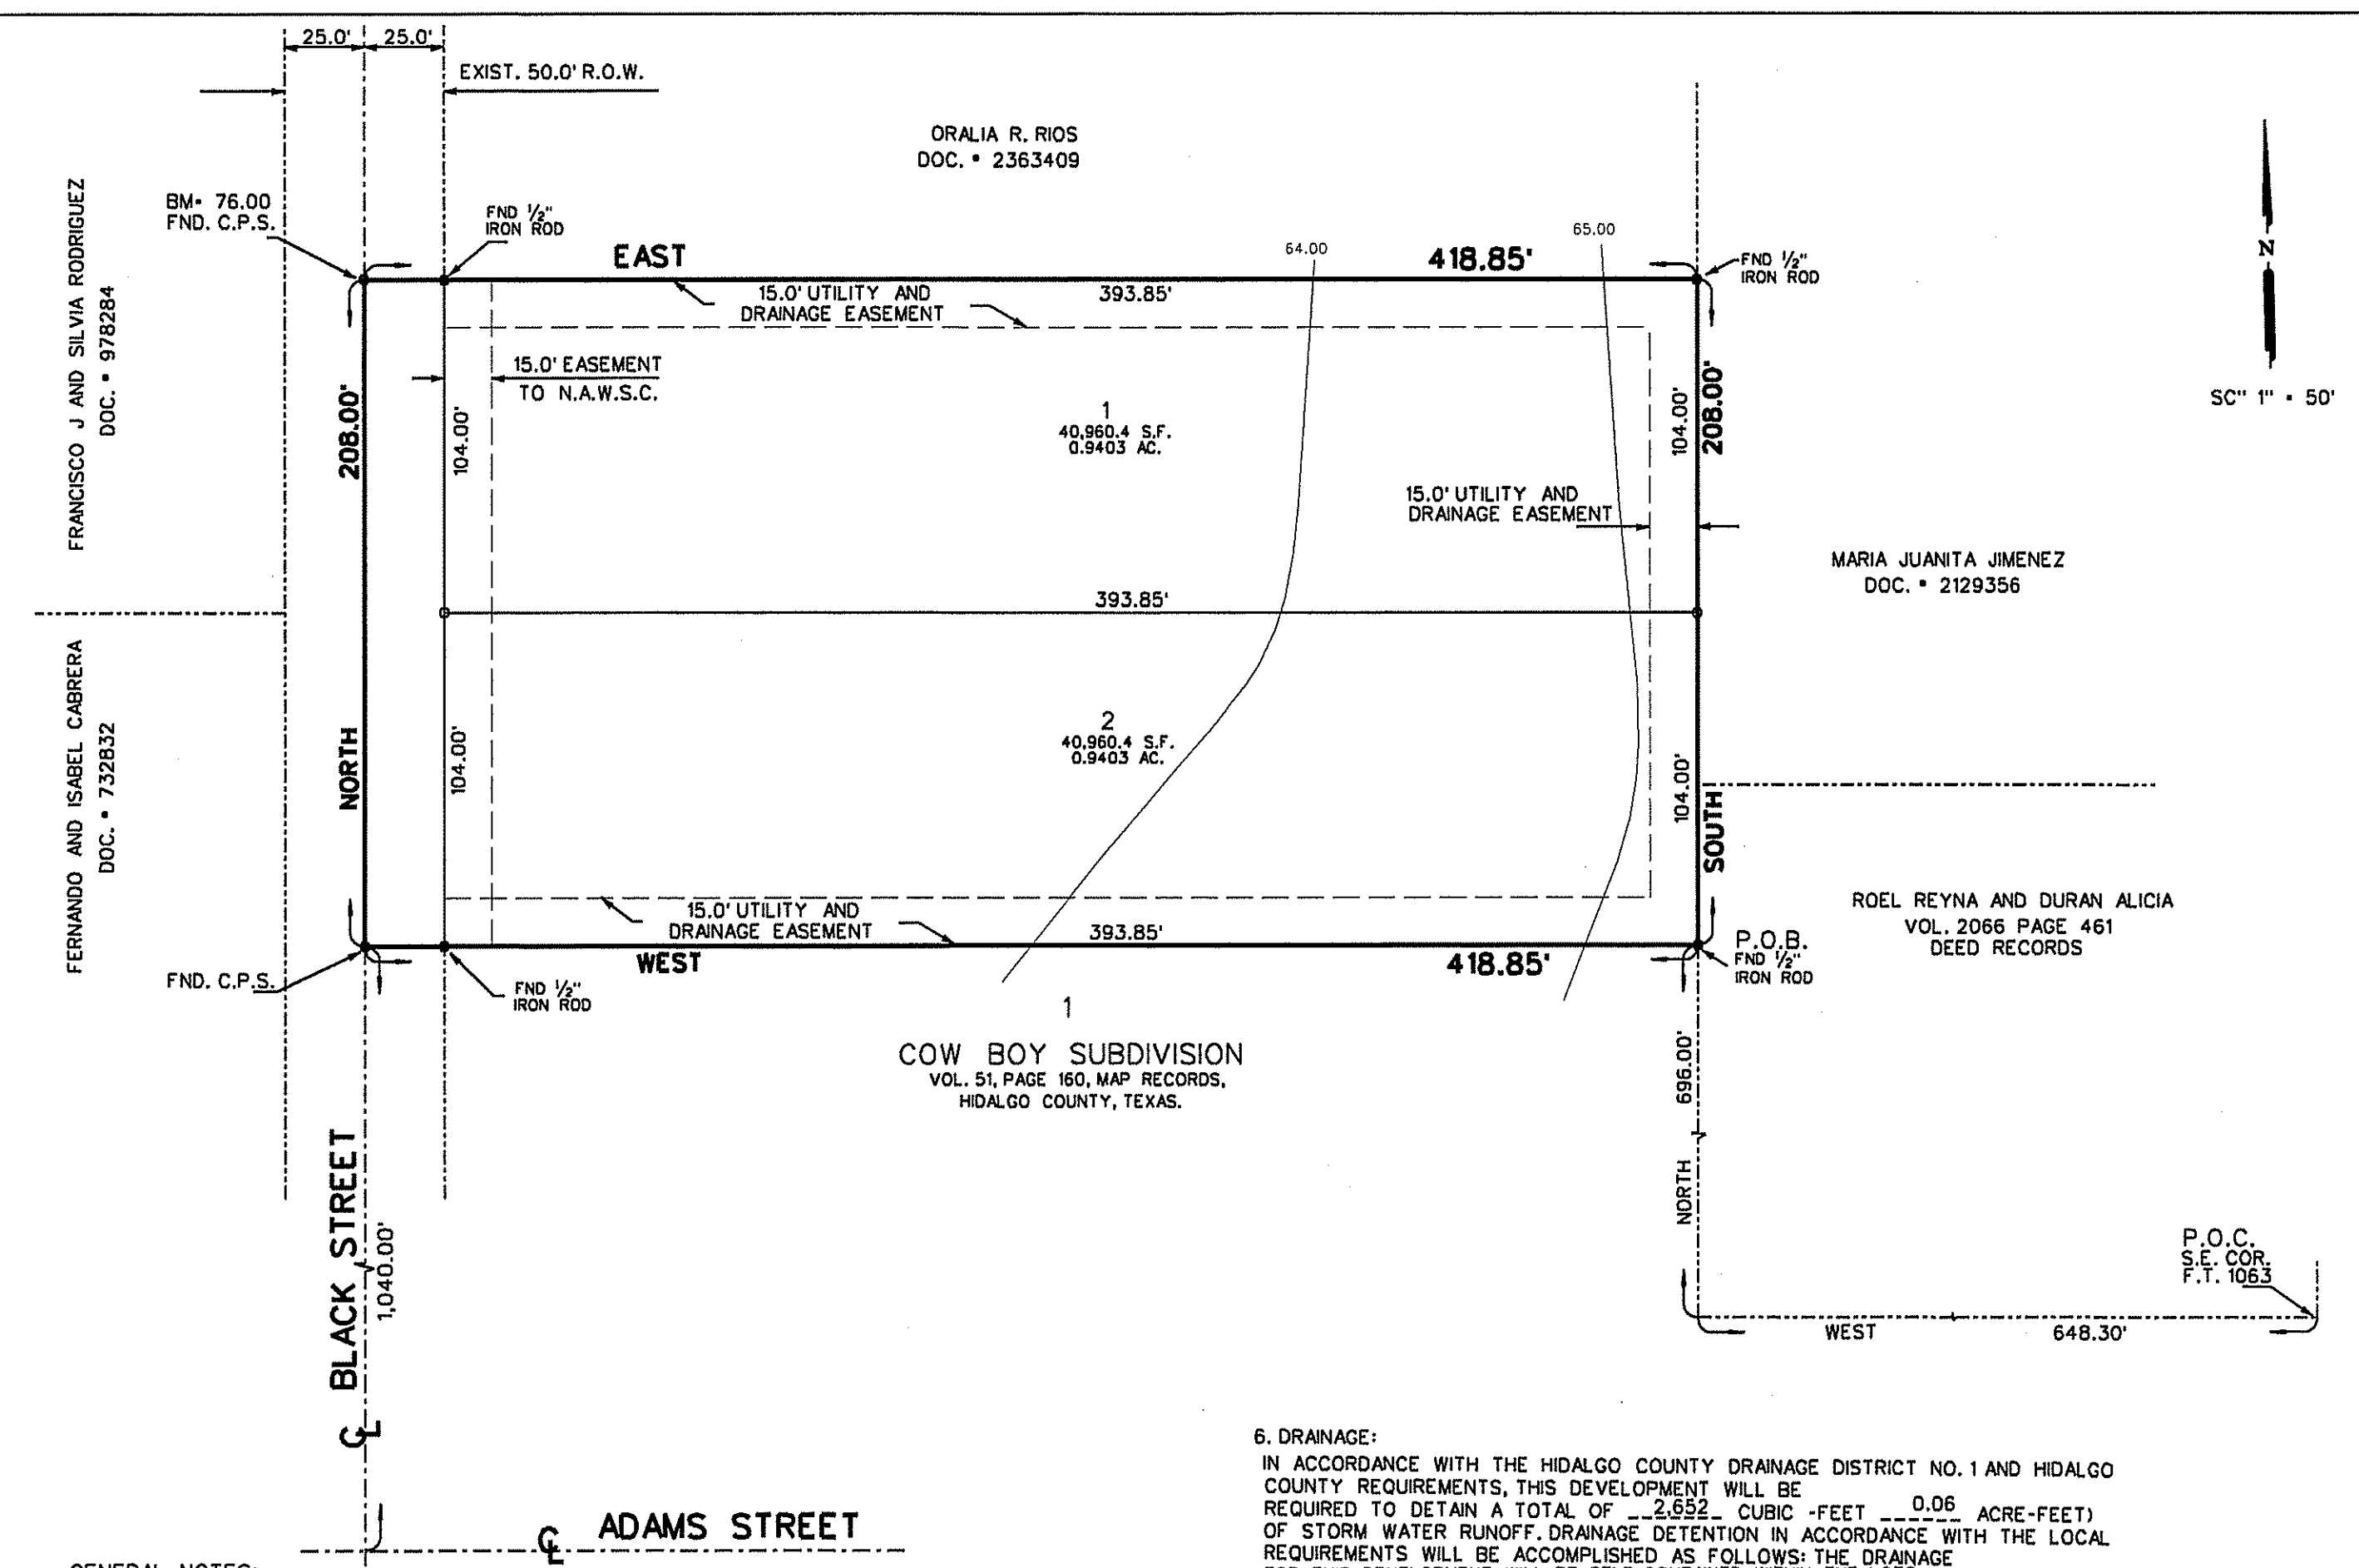 25.0'
25.0'
EXIST. 50.0' R.O.W.
ORALIA R. RIOS
DOC. • 2363409
FRANCISCO J AND SILVIA RODRIGUEZ
DOC. • 978284
BM• 76.00
FND. C.P.S.
FND 1/2"
IRON ROD
EAST
64.00
65.00
418.85'
FND 1/2"
IRON ROD
N
SC" 1" • 50'
15.0' UTILITY AND
DRAINAGE EASEMENT
393.85'
15.0' EASEMENT
TO N.A.W.S.C.
208.00'
104.00'
1
40,960.4 S.F.
0.9403 AC.
104.00'
208.00'
15.0' UTILITY AND
DRAINAGE EASEMENT
MARIA JUANITA JIMENEZ
DOC. • 2129356
393.85'
FERNANDO AND ISABEL CABRERA
DOC. • 732832
NORTH
104.00'
2
40,960.4 S.F.
0.9403 AC.
104.00'
SOUTH
ROEL REYNA AND DURAN ALICIA
VOL. 2066 PAGE 461
DEED RECORDS
15.0' UTILITY AND
DRAINAGE EASEMENT
393.85'
WEST
418.85'
P.O.B.
FND 1/2"
IRON ROD
FND. C.P.S.
FND 1/2"
IRON ROD
1
COW BOY SUBDIVISION
VOL. 51, PAGE 160, MAP RECORDS,
HIDALGO COUNTY, TEXAS.
696.00'
NORTH
P.O.C.
S.E. COR.
F.T. 1063
WEST
648.30'
BLACK STREET
1,040.00'
CL
CL
ADAMS STREET
6. DRAINAGE:
IN ACCORDANCE WITH THE HIDALGO COUNTY DRAINAGE DISTRICT NO. 1 AND HIDALGO
COUNTY REQUIREMENTS, THIS DEVELOPMENT WILL BE
REQUIRED TO DETAIN A TOTAL OF __2,652_ CUBIC -FEET __0.06__ ACRE-FEET)
OF STORM WATER RUNOFF. DRAINAGE DETENTION IN ACCORDANCE WITH THE LOCAL
REQUIREMENTS WILL BE ACCOMPLISHED AS FOLLOWS: THE DRAINAGE
GENERAL NOTES: